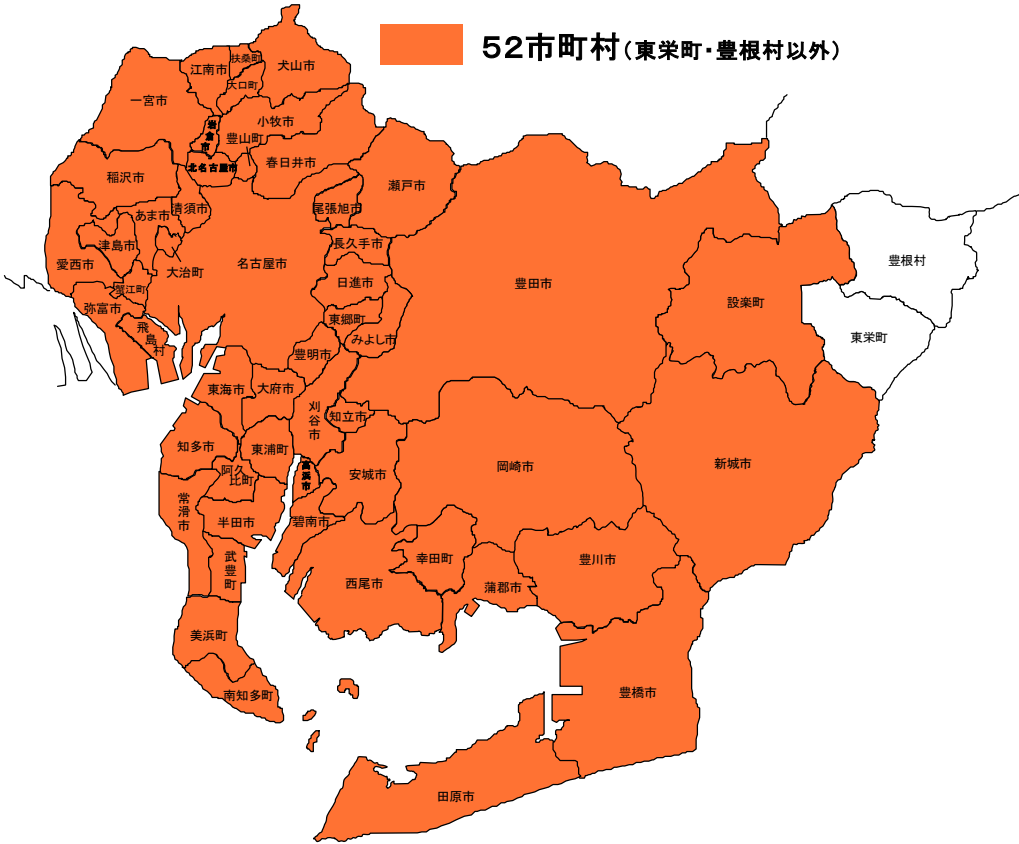 ５２市町村（東栄町・豊根村以外）
扶桑町
犬山市
江南市
大口町
一宮市
岩倉市
小牧市
豊山町
春日井市
北名古屋市
稲沢市
瀬戸市
清須市
あま市
尾張旭市
津島市
長久手市
愛西市
大治町
名古屋市
豊根村
日進市
豊田市
蟹江町
設楽町
弥富市
東郷町
飛島村
みよし市
東栄町
豊明市
東海市
大府市
刈谷市
知立市
知多市
東浦町
新城市
岡崎市
阿久比町
高浜市
安城市
常滑市
半田市
碧南市
幸田町
豊川市
武豊町
西尾市
蒲郡市
美浜町
南知多町
豊橋市
田原市